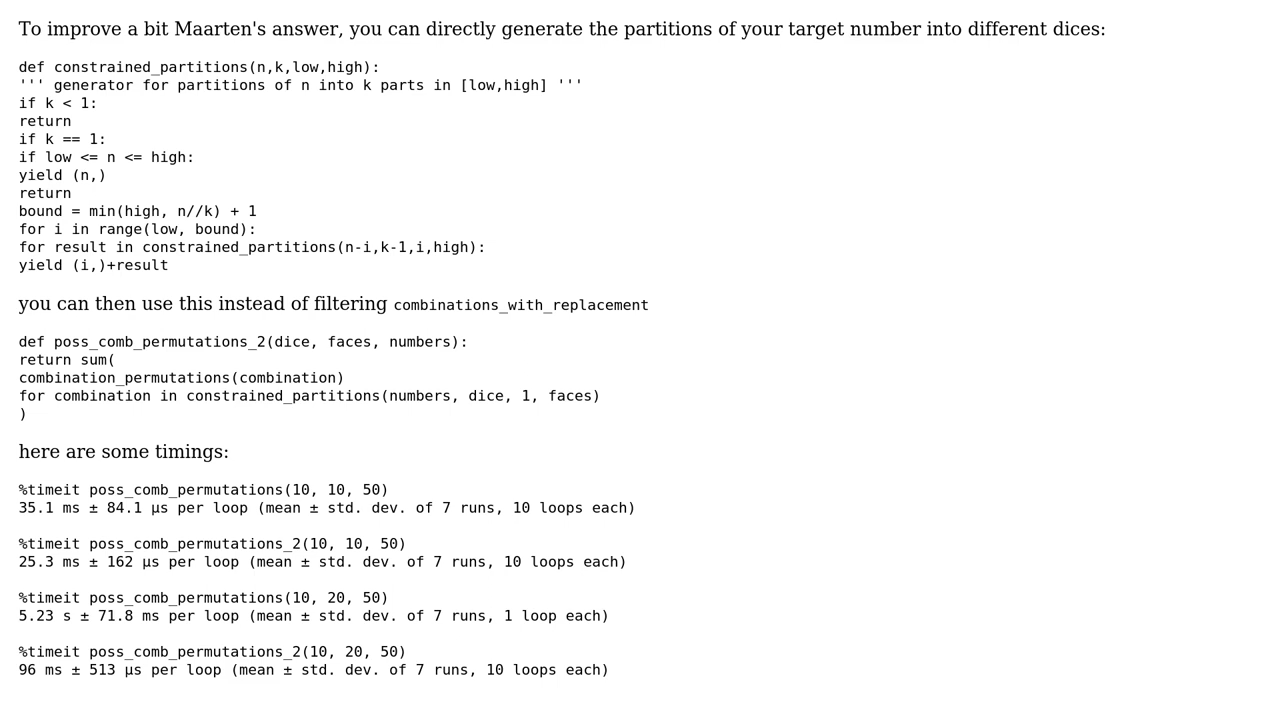 To improve a bit Maarten's answer, you can directly generate the partitions of your target number into different dices:
def constrained_partitions(n,k,low,high):
''' generator for partitions of n into k parts in [low,high] '''
if k < 1:
return
if k == 1:
if low <= n <= high:
yield (n,)
return
bound = min(high, n//k) + 1
for i in range(low, bound):
for result in constrained_partitions(n-i,k-1,i,high):
yield (i,)+result
you can then use this instead of filtering combinations_with_replacement
def poss_comb_permutations_2(dice, faces, numbers):
return sum(
combination_permutations(combination)
for combination in constrained_partitions(numbers, dice, 1, faces)
)
here are some timings:
%timeit poss_comb_permutations(10, 10, 50)
35.1 ms ± 84.1 µs per loop (mean ± std. dev. of 7 runs, 10 loops each)
%timeit poss_comb_permutations_2(10, 10, 50)
25.3 ms ± 162 µs per loop (mean ± std. dev. of 7 runs, 10 loops each)
%timeit poss_comb_permutations(10, 20, 50)
5.23 s ± 71.8 ms per loop (mean ± std. dev. of 7 runs, 1 loop each)
%timeit poss_comb_permutations_2(10, 20, 50)
96 ms ± 513 µs per loop (mean ± std. dev. of 7 runs, 10 loops each)